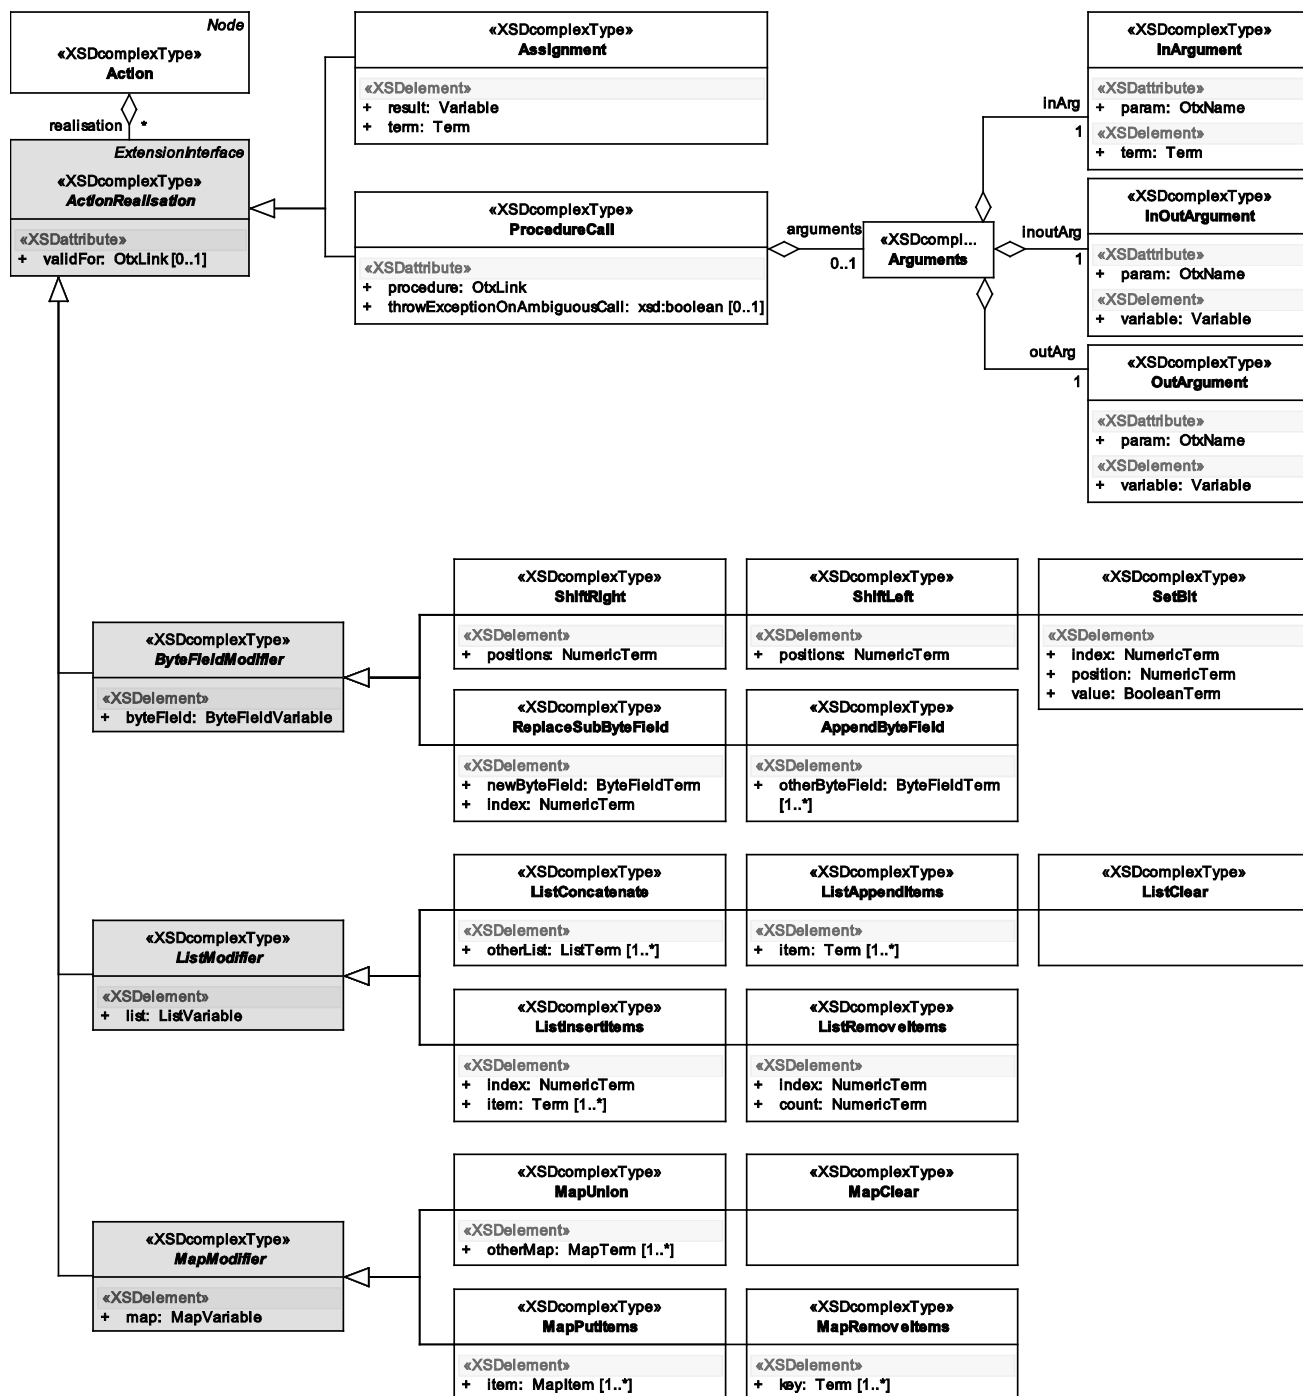 Node
«XSDcomplexType»
Action
realisation *
ExtensionInterface
«XSDcomplexType»
ActionRealisation
«XSDattribute»
+ validFor: OtxLink [0..1]
«XSDcomplexType»
Assignment
«XSDelement»
+ result: Variable
+ term: Term
«XSDcomplexType»
ProcedureCall
«XSDattribute»
+ procedure: OtxLink
+ throwExceptionOnAmbiguousCall: xsd:boolean [0..1]
arguments
0..1
«XSDcompl...
Arguments
inArg
1
inoutArg
1
outArg
1
«XSDcomplexType»
InArgument
«XSDattribute»
+ param: OtxName
«XSDelement»
+ term: Term
«XSDcomplexType»
InOutArgument
«XSDattribute»
+ param: OtxName
«XSDelement»
+ variable: Variable
«XSDcomplexType»
OutArgument
«XSDattribute»
+ param: OtxName
«XSDelement»
+ variable: Variable
«XSDcomplexType»
ByteFieldModifier
«XSDelement»
+ byteField: ByteFieldVariable
«XSDcomplexType»
ShiftRight
«XSDelement»
+ positions: NumericTerm
«XSDcomplexType»
ShiftLeft
«XSDelement»
+ positions: NumericTerm
«XSDcomplexType»
SetBit
«XSDelement»
+ index: NumericTerm
+ position: NumericTerm
+ value: BooleanTerm
«XSDcomplexType»
ReplaceSubByteField
«XSDelement»
+ newByteField: ByteFieldTerm
+ index: NumericTerm
«XSDcomplexType»
AppendByteField
«XSDelement»
+ otherByteField: ByteFieldTerm
[1..*]
«XSDcomplexType»
ListModifier
«XSDelement»
+ list: ListVariable
«XSDcomplexType»
ListConcatenate
«XSDelement»
+ otherList: ListTerm [1..*]
«XSDcomplexType»
ListAppendItems
«XSDelement»
+ item: Term [1..*]
«XSDcomplexType»
ListClear
«XSDcomplexType»
ListInsertItems
«XSDelement»
+ index: NumericTerm
+ item: Term [1..*]
«XSDcomplexType»
ListRemoveItems
«XSDelement»
+ index: NumericTerm
+ count: NumericTerm
«XSDcomplexType»
MapModifier
«XSDelement»
+ map: MapVariable
«XSDcomplexType»
MapUnion
«XSDelement»
+ otherMap: MapTerm [1..*]
«XSDcomplexType»
MapClear
«XSDcomplexType»
MapPutItems
«XSDelement»
+ item: MapItem [1..*]
«XSDcomplexType»
MapRemoveItems
«XSDelement»
+ key: Term [1..*]